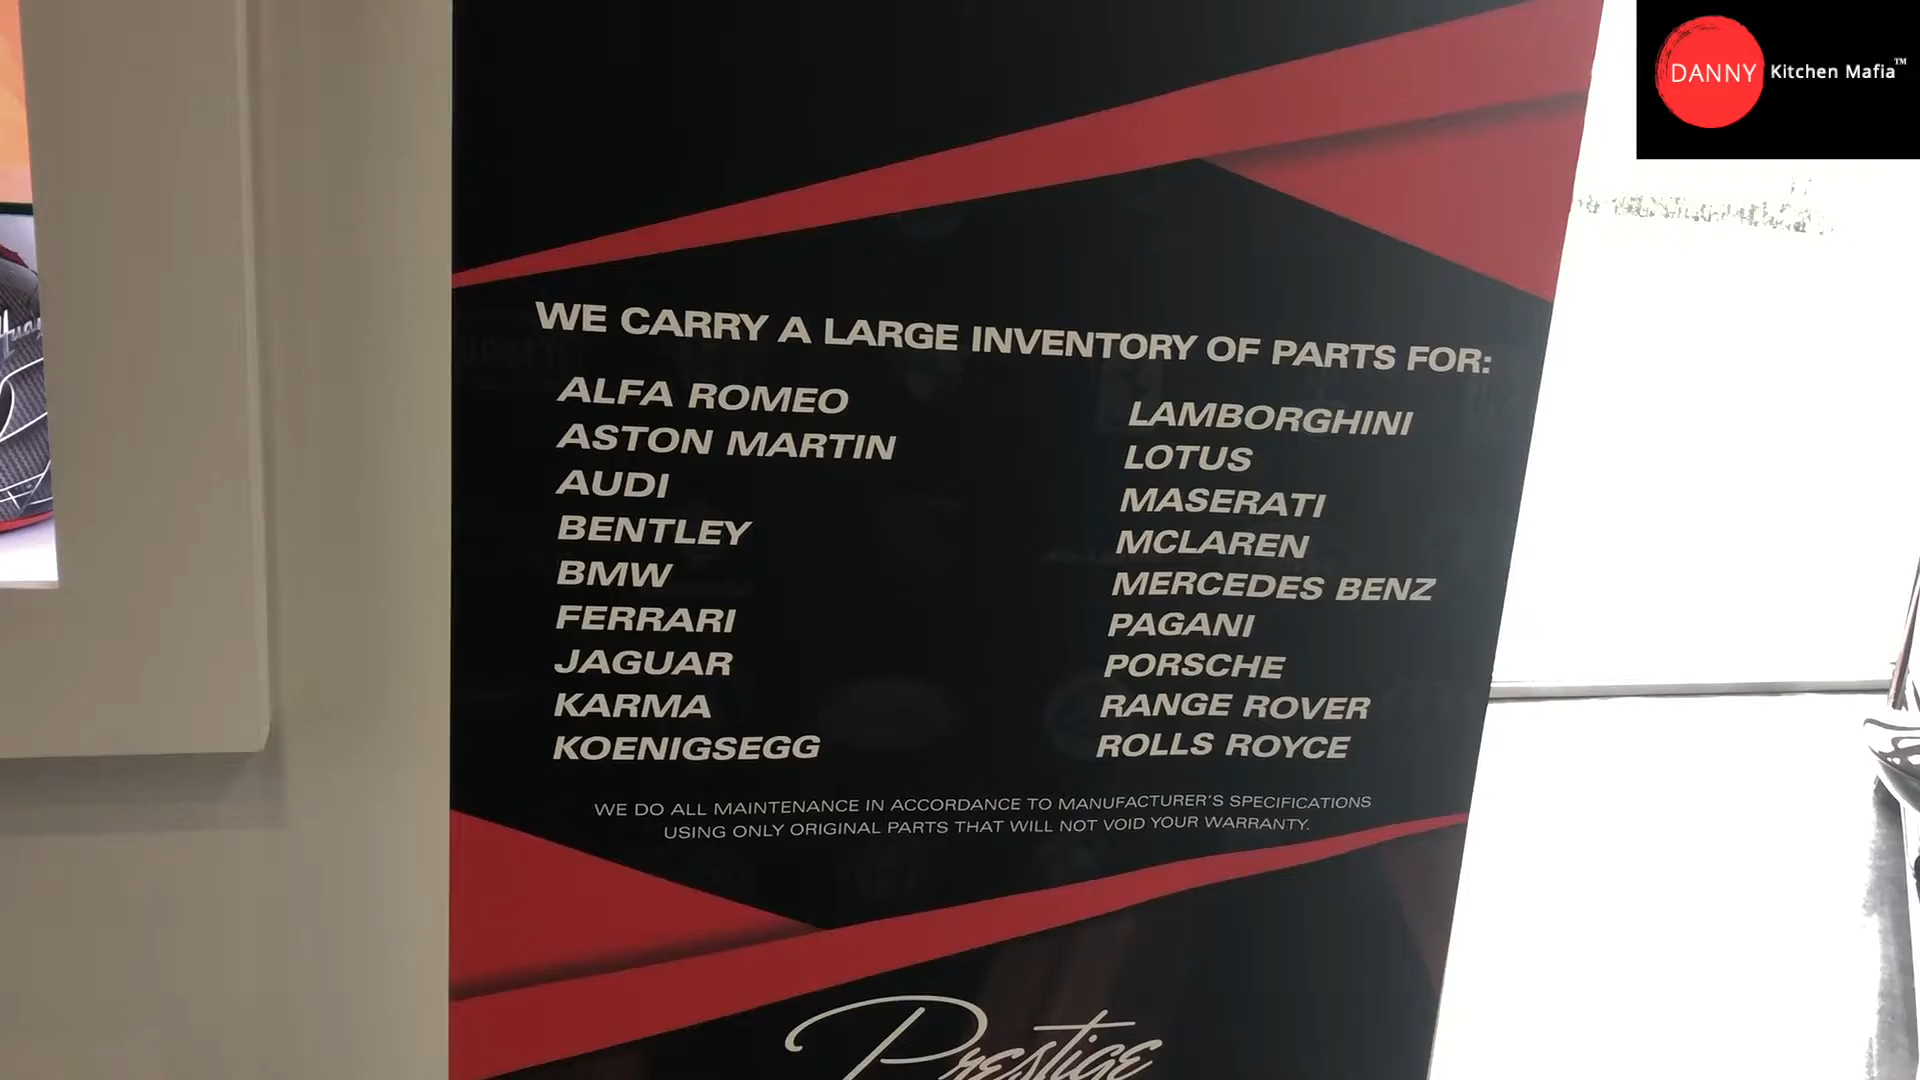 DANNY Kitchen Mafia™
WE CARRY A LARGE INVENTORY OF PARTS FOR:
ALFA ROMEO
ASTON MARTIN
AUDI
BENTLEY
BMW
FERRARI
JAGUAR
KARMA
KOENIGSEGG
LAMBORGHINI
LOTUS
MASERATI
MCLAREN
MERCEDES BENZ
PAGANI
PORSCHE
RANGE ROVER
ROLLS ROYCE
WE DO ALL MAINTENANCE IN ACCORDANCE TO MANUFACTURER'S SPECIFICATIONS
USING ONLY ORIGINAL PARTS THAT WILL NOT VOID YOUR WARRANTY.
Prestige